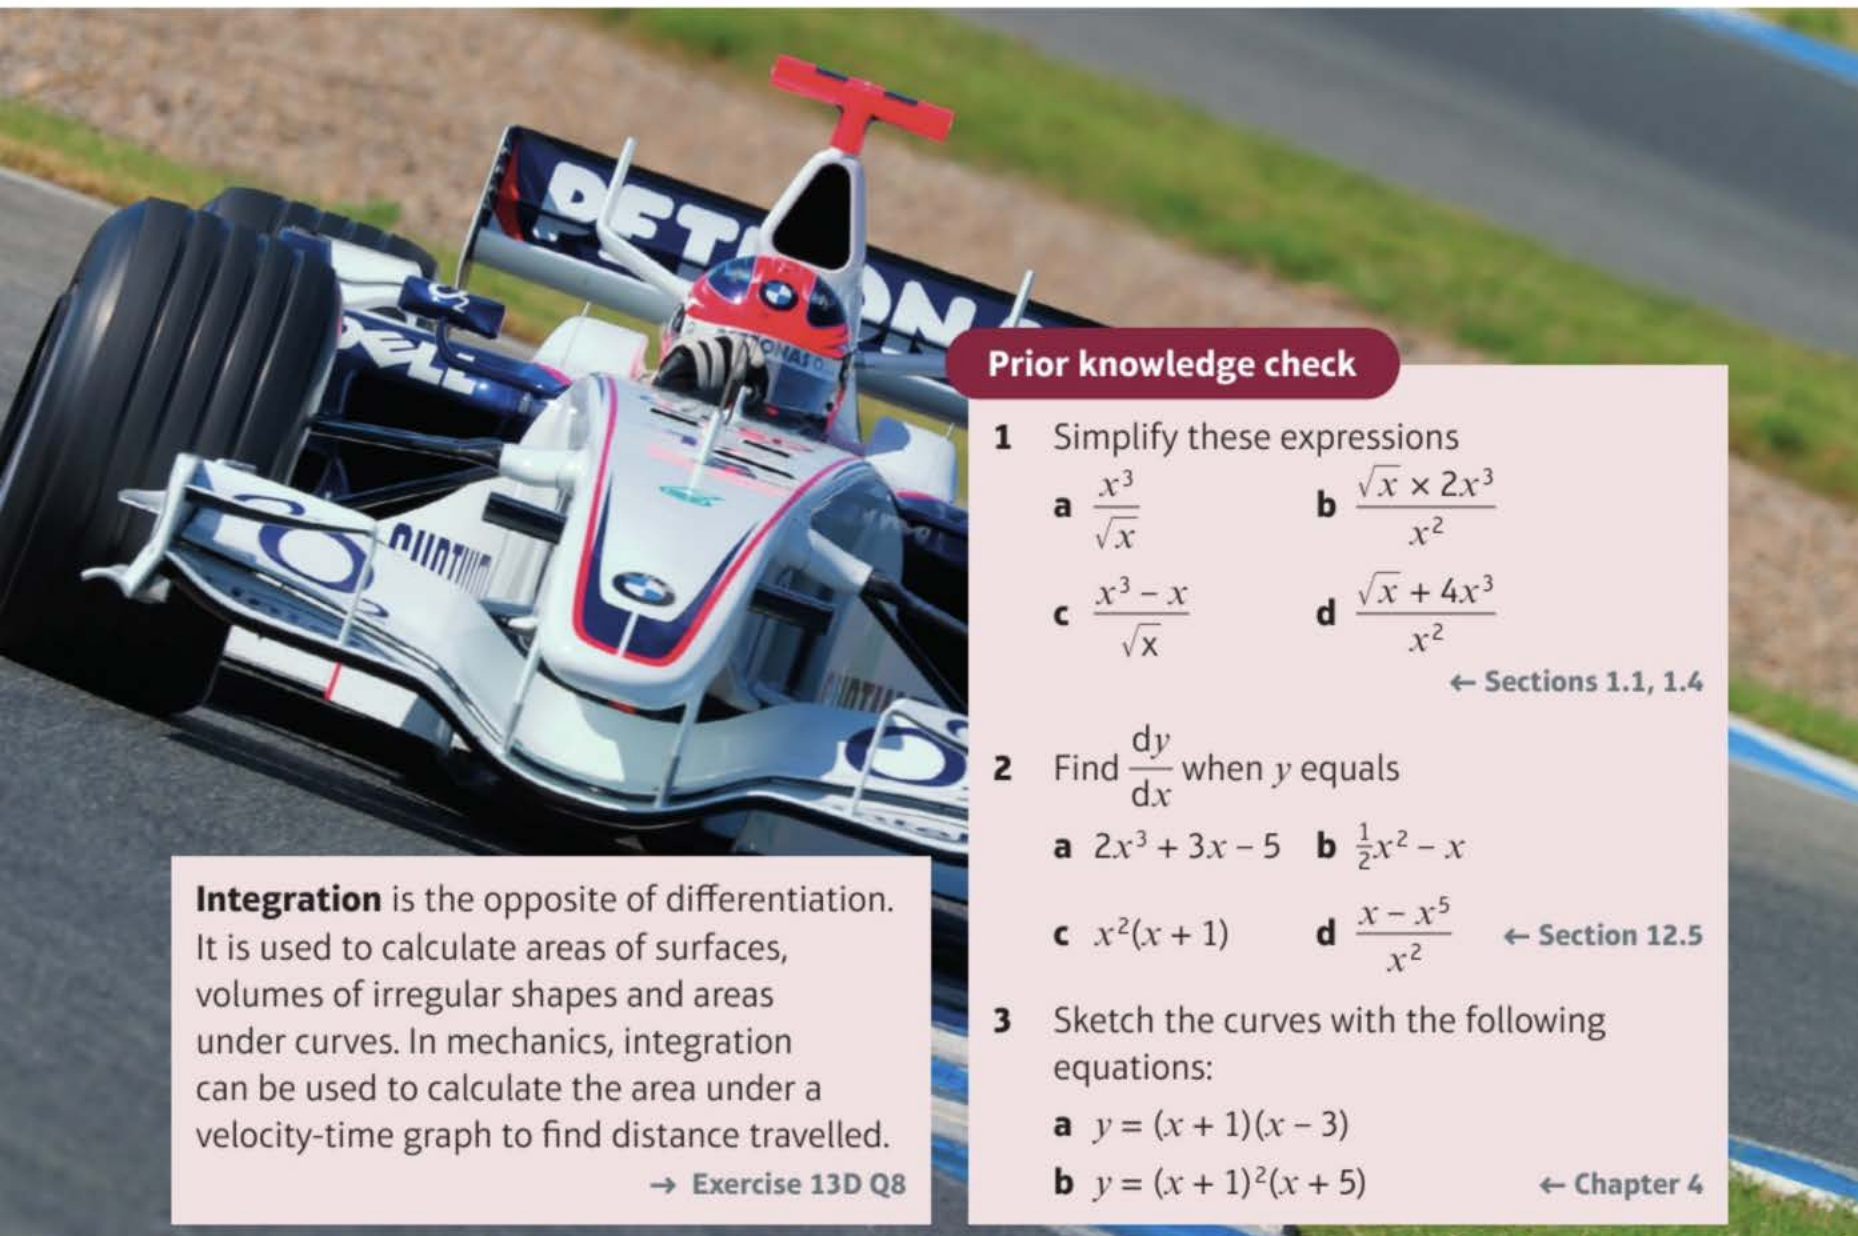 PETRONAS
DELL
BMW
PETRONAS
Prior knowledge check
1 Simplify these expressions
a x³/√x b (√x × 2x³)/x²
c (x³ – x)/√x d (√x + 4x³)/x²
← Sections 1.1, 1.4
2 Find dy/dx when y equals
a 2x³ + 3x – 5 b ½x² – x
c x²(x + 1) d (x – x⁵)/x² ← Section 12.5
3 Sketch the curves with the following
equations:
a y = (x + 1)(x – 3)
b y = (x + 1)²(x + 5) ← Chapter 4
Integration is the opposite of differentiation.
It is used to calculate areas of surfaces,
volumes of irregular shapes and areas
under curves. In mechanics, integration
can be used to calculate the area under a
velocity-time graph to find distance travelled.
→ Exercise 13D Q8